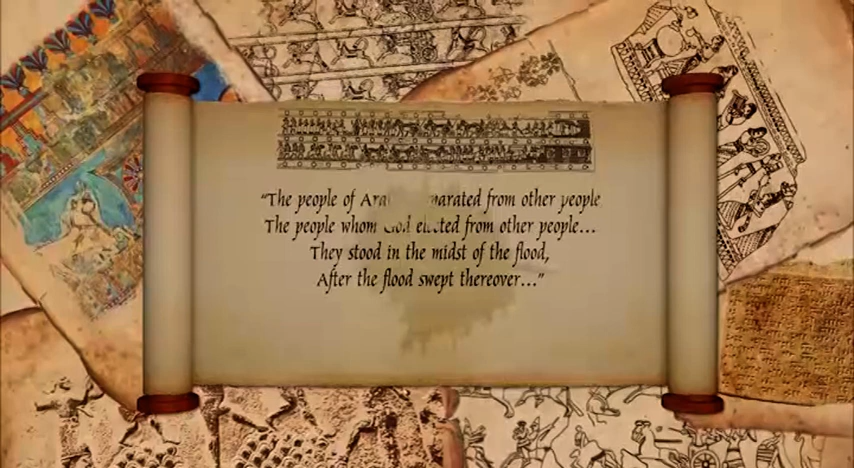 “The people of from other people
The people whom God elected from other people...
They stood in the midst of the flood,
After the flood swept thereover...”